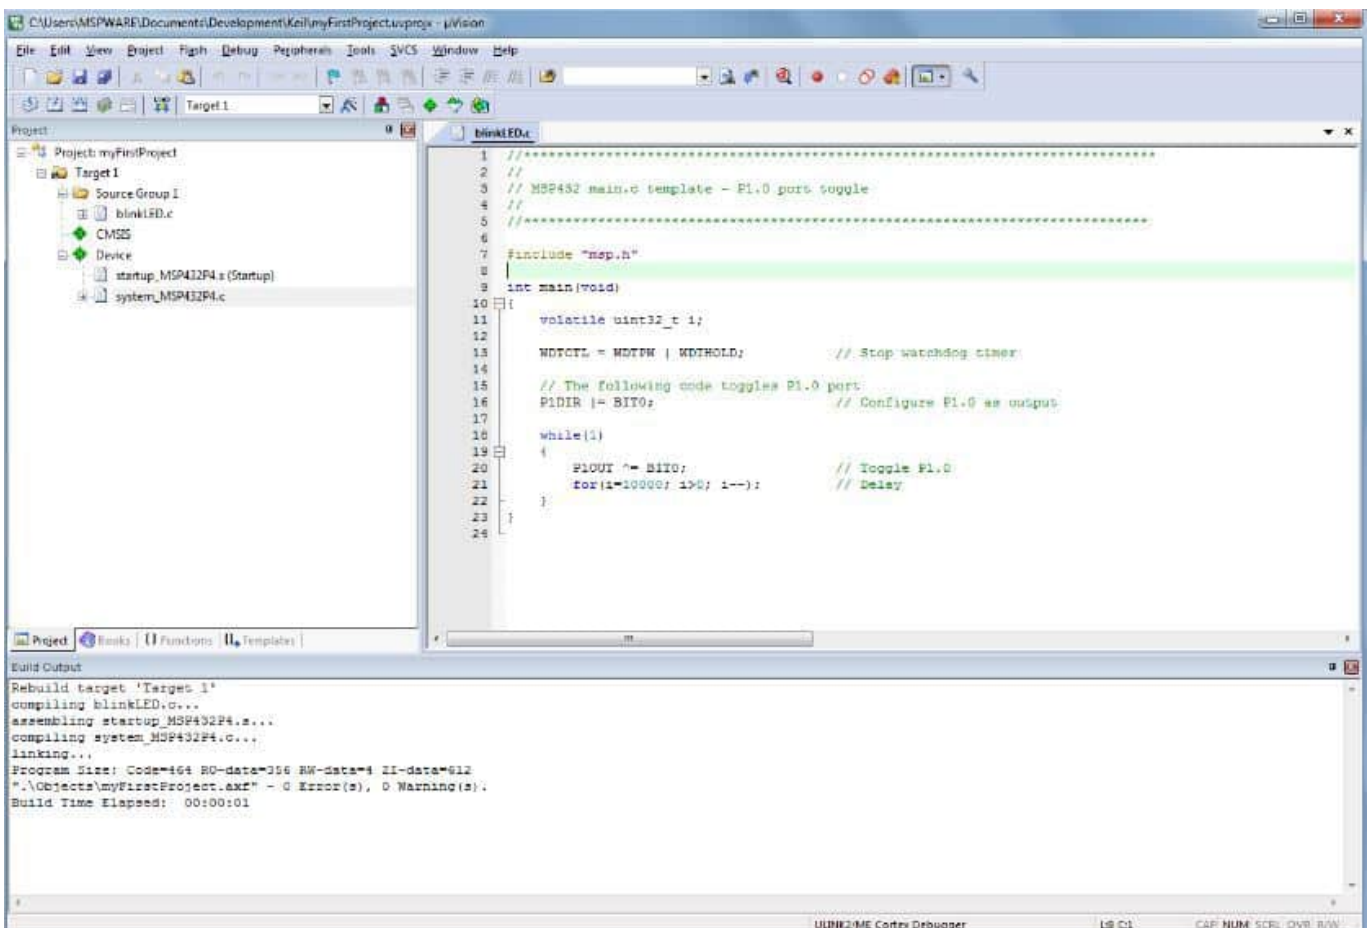 C:\Users\MSPWARE\Documents\Development\Keil\myFirstProject.uvprojx - µVision
File Edit View Project Flash Debug Peripherals Tools SVCS Window Help
Target 1
Project
blinkLED.c
Project: myFirstProject
Target 1
Source Group 1
blinkLED.c
CMSIS
Device
startup_MSP432P4.s (Startup)
system_MSP432P4.c
1 //******************************************************************************
2 //
3 // MSP432 main.c template - P1.0 port toggle
4 //
5 //*****************************************************************************
6
7 #include "msp.h"
8
9 int main(void)
10 {
11 volatile uint32_t i;
12
13 WDTCTL = WDTPW | WDTHOLD; // Stop watchdog timer
14
15 // The following code toggles P1.0 port
16 P1DIR |= BIT0; // Configure P1.0 as output
17
18 while(1)
19 {
20 P1OUT ^= BIT0; // Toggle P1.0
21 for(i=10000; i>0; i--); // Delay
22 }
23 }
24
Project Books {} Functions Templates
Build Output
Rebuild target 'Target 1'
compiling blinkLED.c...
assembling startup_MSP432P4.s...
compiling system_MSP432P4.c...
linking...
Program Size: Code=464 RO-data=356 RW-data=4 ZI-data=612
".\Objects\myFirstProject.axf" - 0 Error(s), 0 Warning(s).
Build Time Elapsed: 00:00:01
ULINK2/ME Cortex Debugger L:8 C:1 CAP NUM SCRL OVR R/W